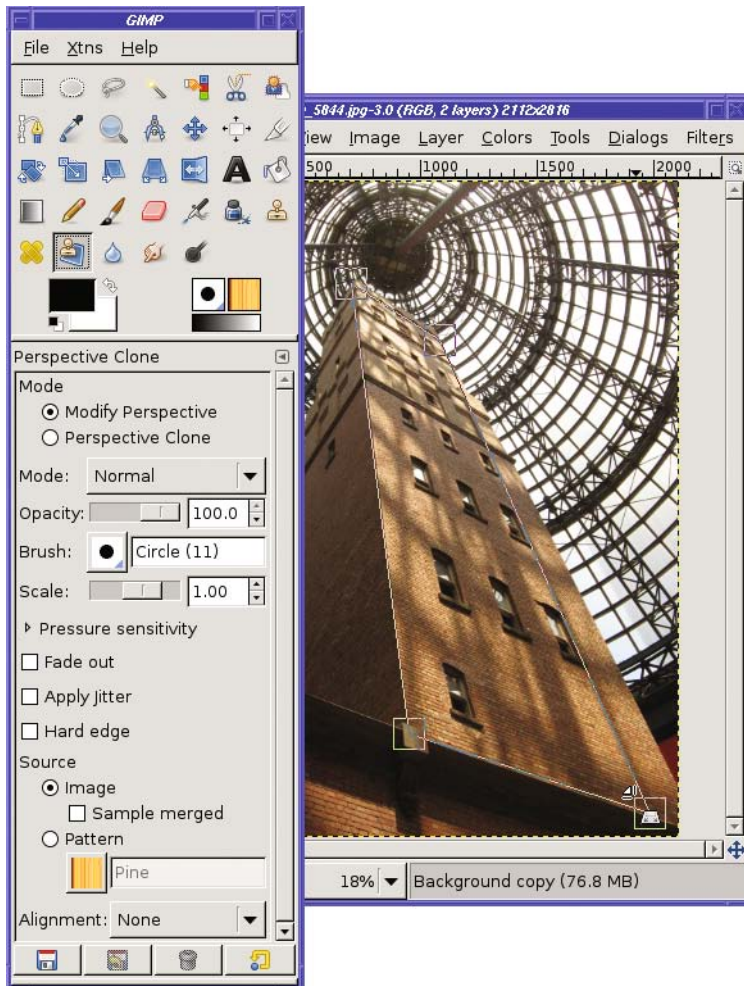 GIMP
File Xtns Help
Perspective Clone
Mode
Modify Perspective
Perspective Clone
Mode: Normal
Opacity: 100.0
Brush: Circle (11)
Scale: 1.00
Pressure sensitivity
Fade out
Apply Jitter
Hard edge
Source
Image
Sample merged
Pattern
Pine
Alignment: None
_5844.jpg-3.0 (RGB, 2 layers) 2112x2816
iew Image Layer Colors Tools Dialogs Filters
500 1000 1500 2000
18% Background copy (76.8 MB)